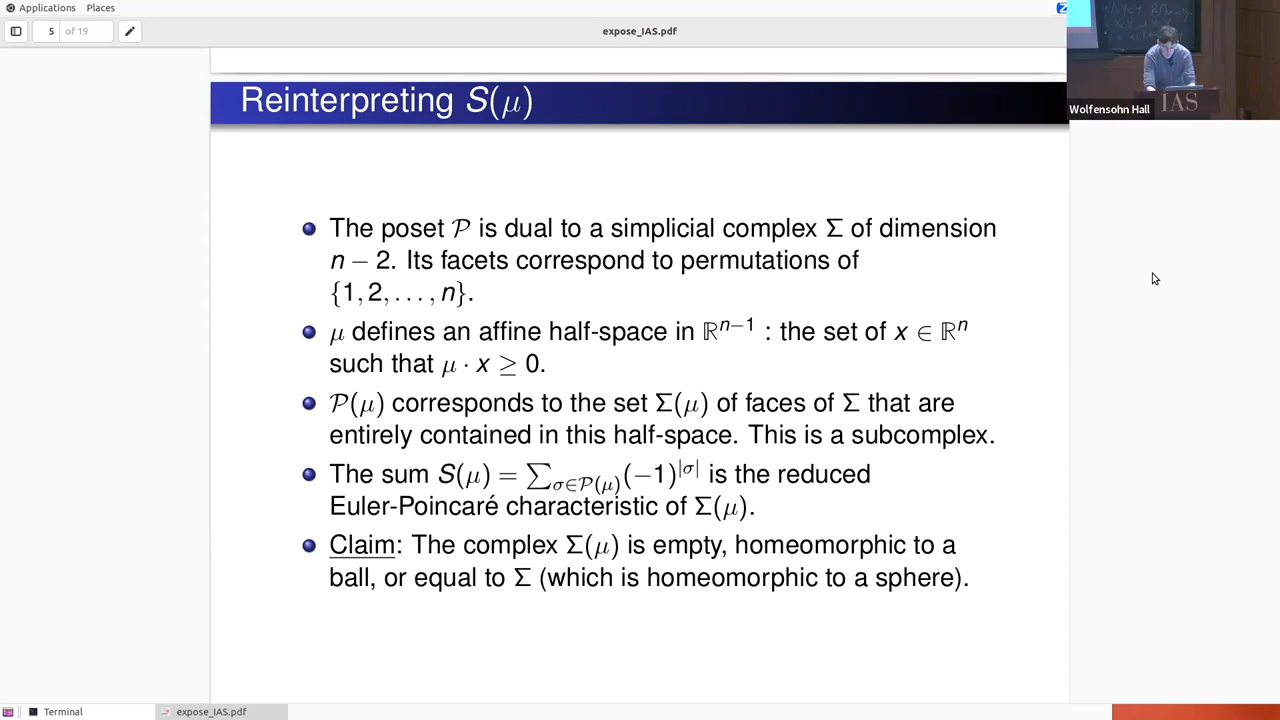 Applications Places
5 of 19
expose_IAS.pdf
Reinterpreting S(μ)
The poset 𝒫 is dual to a simplicial complex Σ of dimension
n − 2. Its facets correspond to permutations of
{1, 2, . . . , n}.
μ defines an affine half-space in ℝⁿ⁻¹ : the set of x ∈ ℝⁿ
such that μ · x ≥ 0.
𝒫(μ) corresponds to the set Σ(μ) of faces of Σ that are
entirely contained in this half-space. This is a subcomplex.
The sum S(μ) = ∑_{σ∈𝒫(μ)}(−1)^{|σ|} is the reduced
Euler-Poincaré characteristic of Σ(μ).
Claim: The complex Σ(μ) is empty, homeomorphic to a
ball, or equal to Σ (which is homeomorphic to a sphere).
Wolfensohn Hall
IAS
Terminal
expose_IAS.pdf